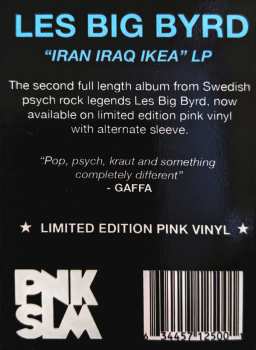 LES BIG BYRD
“IRAN IRAQ IKEA” LP
The second full length album from Swedish
psych rock legends Les Big Byrd, now
available on limited edition pink vinyl
with alternate sleeve.
“Pop, psych, kraut and something
completely different”
- GAFFA
★ LIMITED EDITION PINK VINYL ★
PNK
SLM
34457 12500